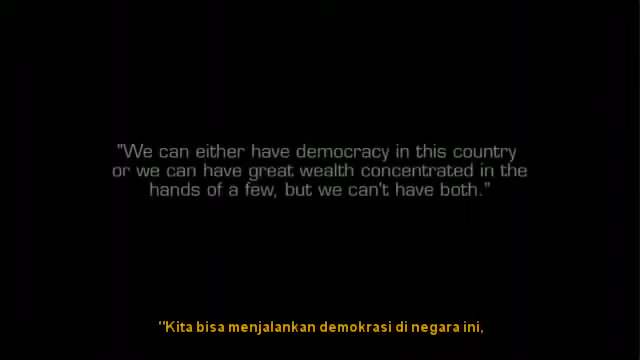 "We can either have democracy in this country
or we can have great wealth concentrated in the
hands of a few, but we can't have both."
"Kita bisa menjalankan demokrasi di negara ini,